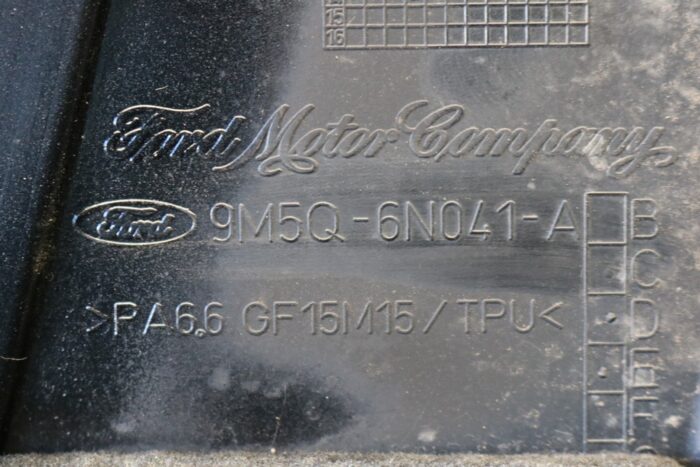 15
16
Ford Motor Company
Ford 9M5Q-6N041-A B
C
>PA6,6 GF15M15/TPU< D
E
F